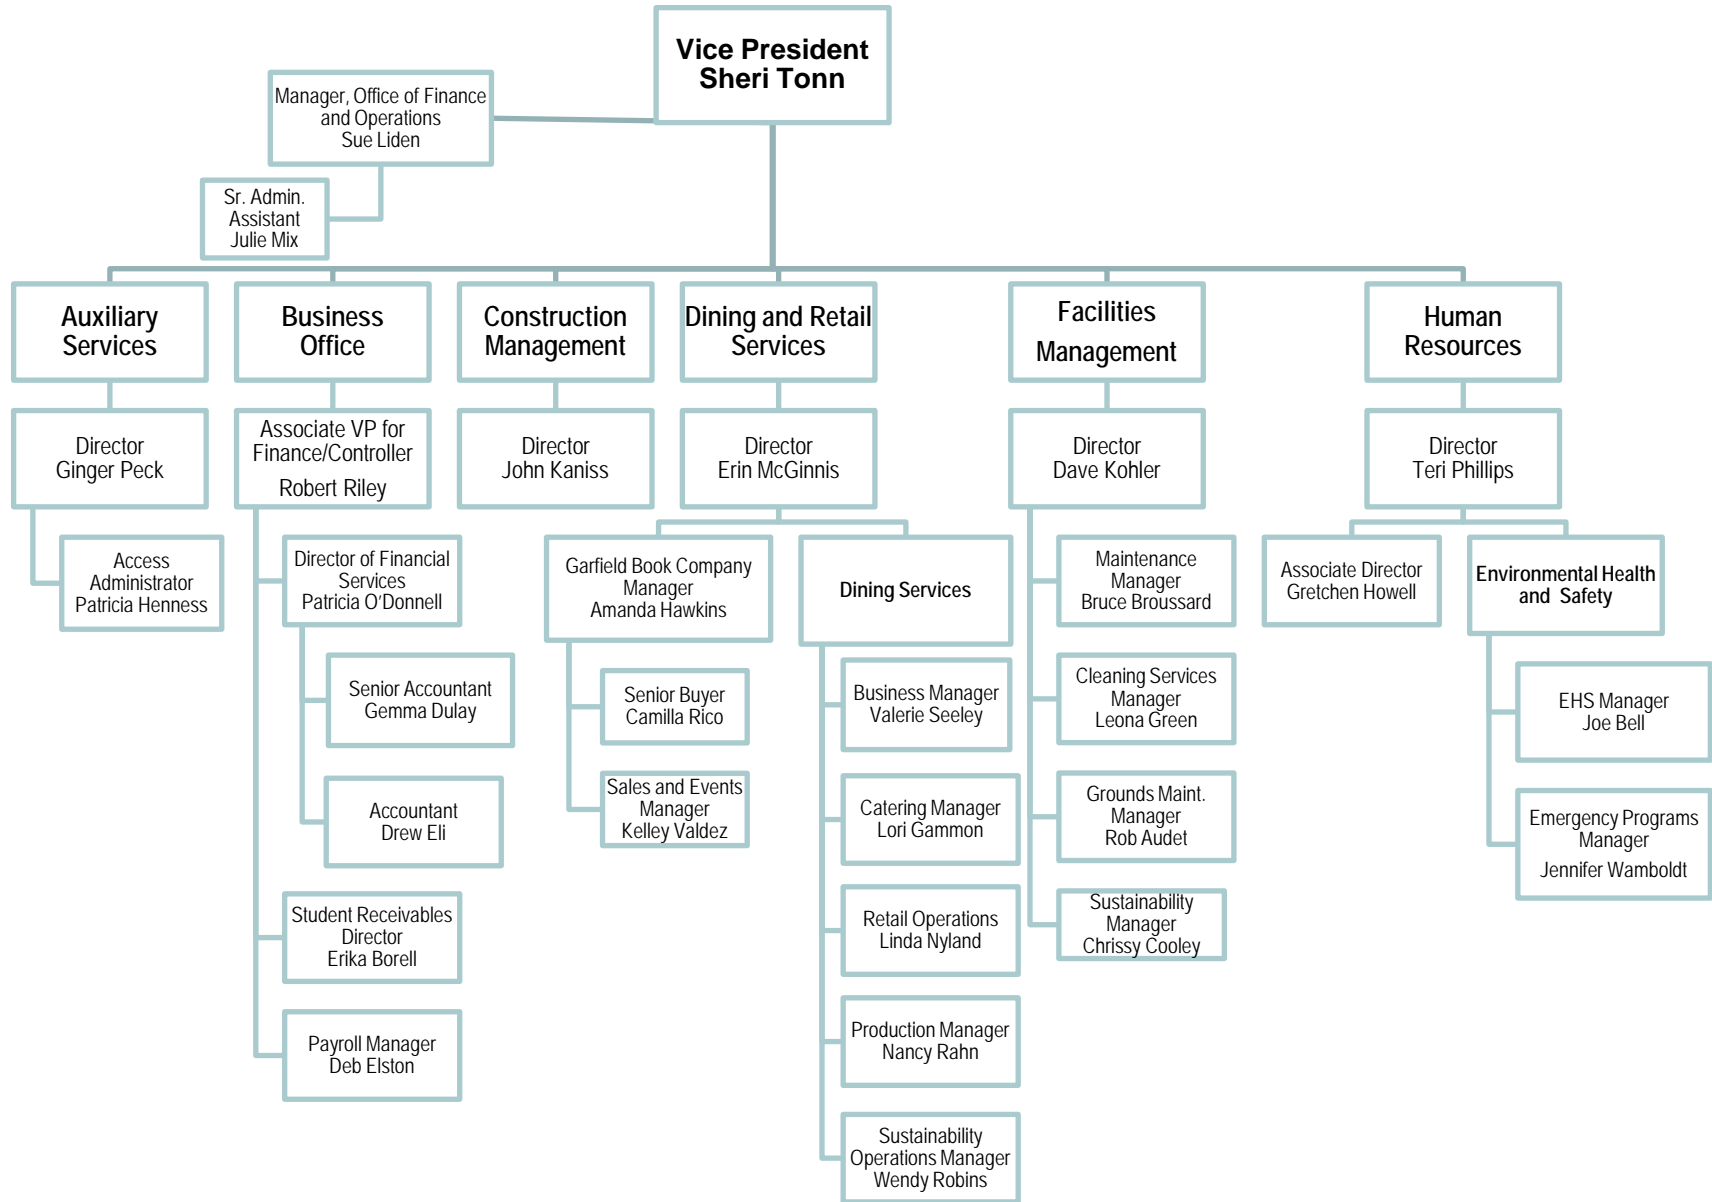 Vice President
Sheri Tonn
Manager, Office of Finance
and Operations
Sue Liden
Sr. Admin.
Assistant
Julie Mix
Auxiliary
Services
Business
Office
Construction
Management
Dining and Retail
Services
Facilities
Management
Human
Resources
Director
Ginger Peck
Associate VP for
Finance/Controller
Robert Riley
Director
John Kaniss
Director
Erin McGinnis
Director
Dave Kohler
Director
Teri Phillips
Access
Administrator
Patricia Henness
Director of Financial
Services
Patricia O’Donnell
Senior Accountant
Gemma Dulay
Accountant
Drew Eli
Student Receivables
Director
Erika Borell
Payroll Manager
Deb Elston
Garfield Book Company
Manager
Amanda Hawkins
Senior Buyer
Camilla Rico
Sales and Events
Manager
Kelley Valdez
Dining Services
Business Manager
Valerie Seeley
Catering Manager
Lori Gammon
Retail Operations
Linda Nyland
Production Manager
Nancy Rahn
Sustainability
Operations Manager
Wendy Robins
Maintenance
Manager
Bruce Broussard
Cleaning Services
Manager
Leona Green
Grounds Maint.
Manager
Rob Audet
Sustainability
Manager
Chrissy Cooley
Associate Director
Gretchen Howell
Environmental Health
and Safety
EHS Manager
Joe Bell
Emergency Programs
Manager
Jennifer Wamboldt